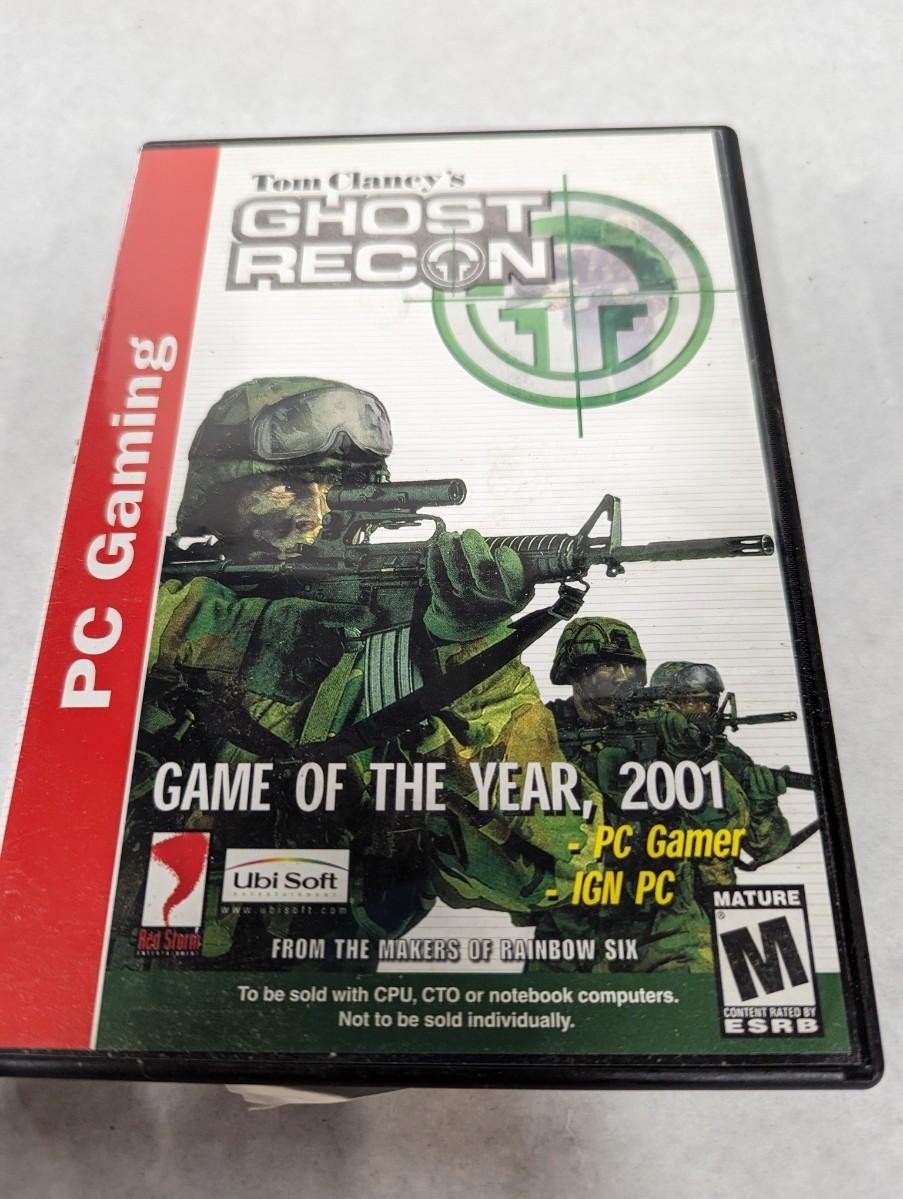 Tom Clancy's
GHOST
RECON
PC Gaming
GAME OF THE YEAR, 2001
- PC Gamer
- IGN PC
Red Storm
ENTERTAINMENT
Ubi Soft
ENTERTAINMENT
www.ubisoft.com
FROM THE MAKERS OF RAINBOW SIX
To be sold with CPU, CTO or notebook computers.
Not to be sold individually.
MATURE
®
M
CONTENT RATED BY
ESRB